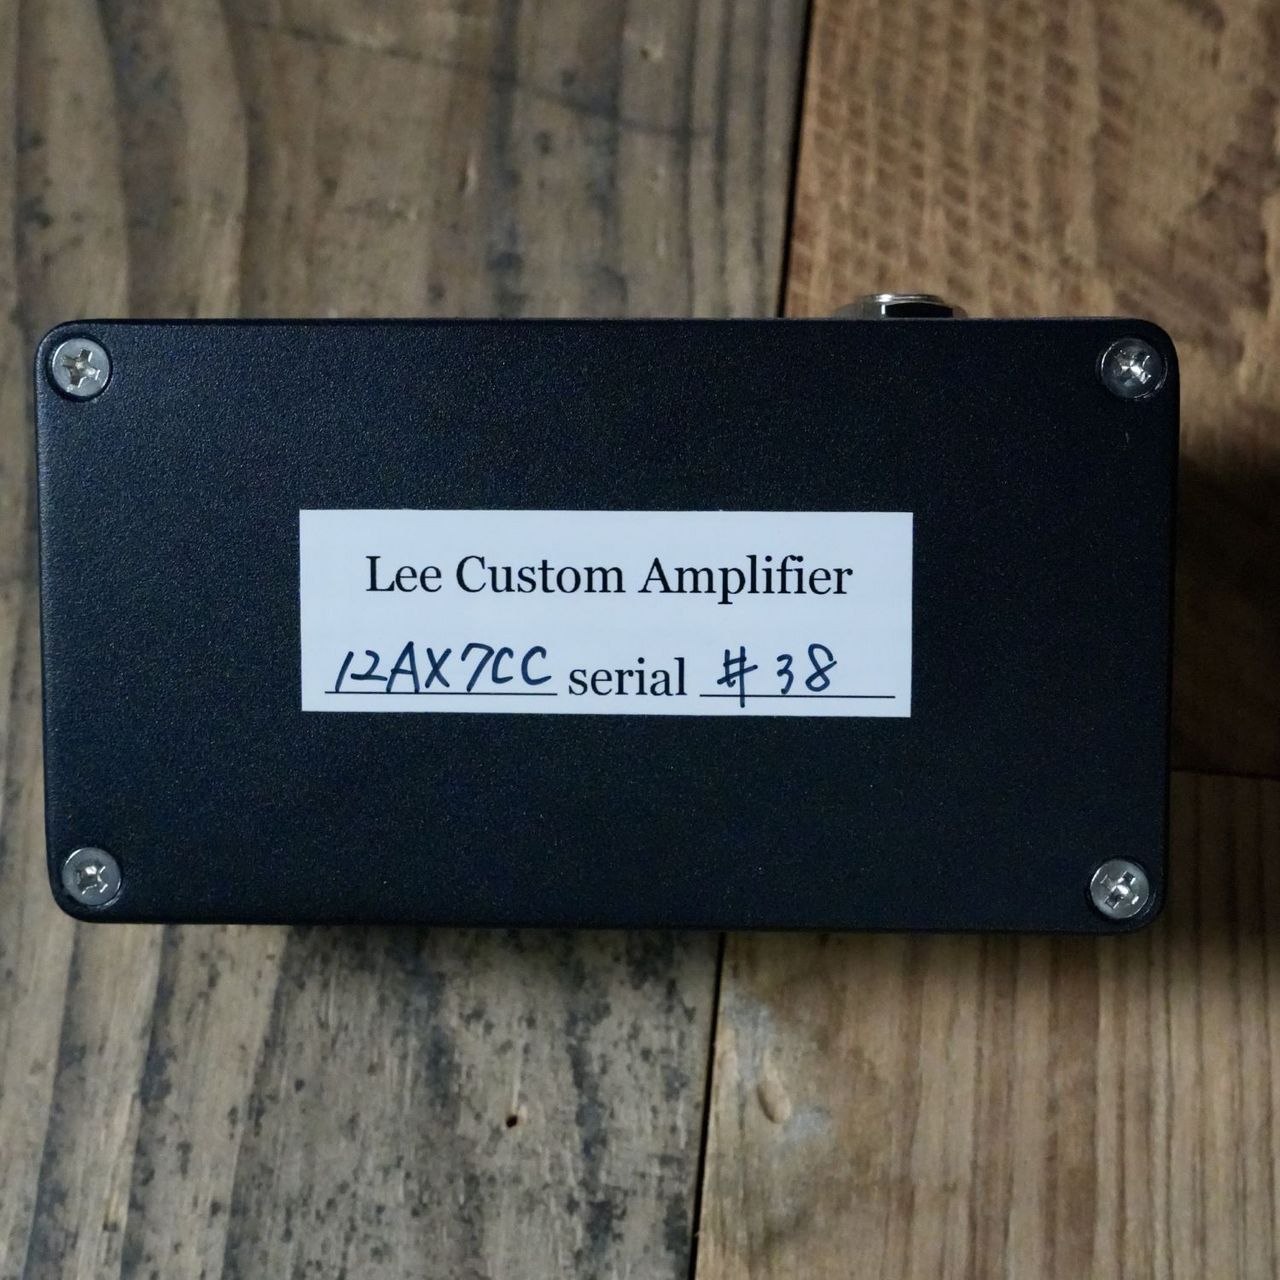 Lee Custom Amplifier
12AX7CC serial #38